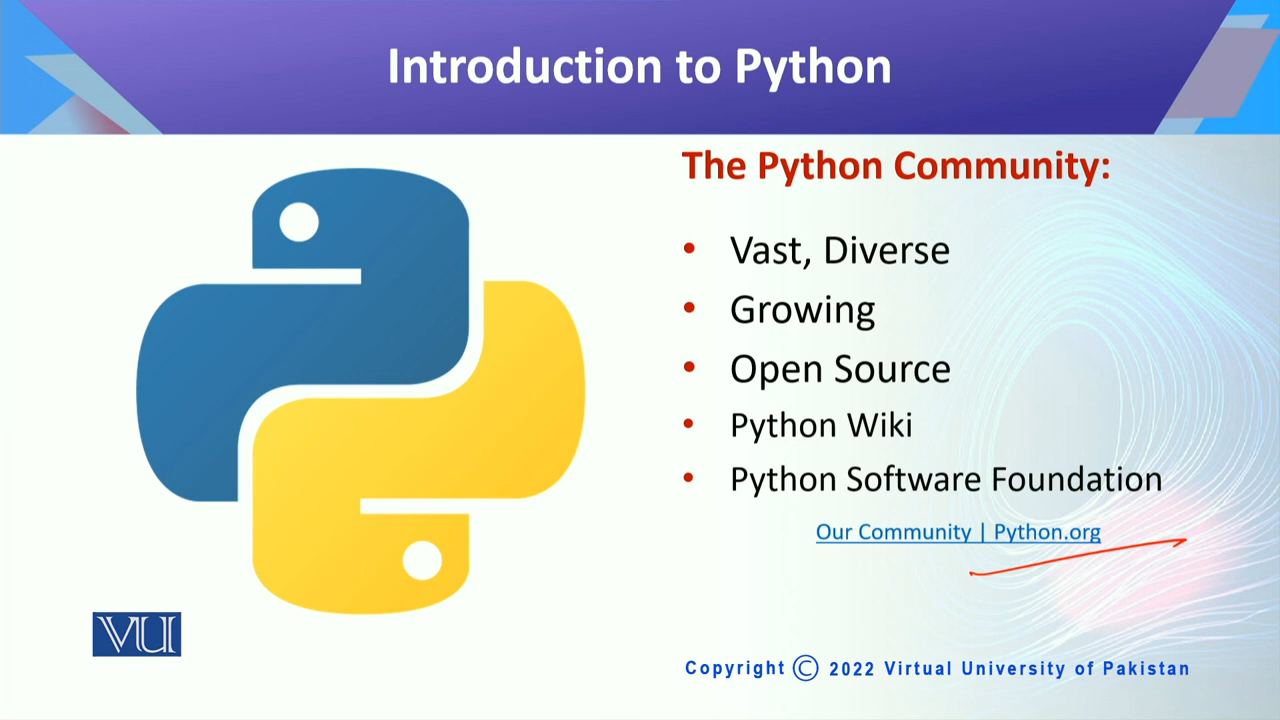 Introduction to Python
The Python Community:
• Vast, Diverse
• Growing
• Open Source
• Python Wiki
• Python Software Foundation
Our Community | Python.org
VU
Copyright © 2022 Virtual University of Pakistan